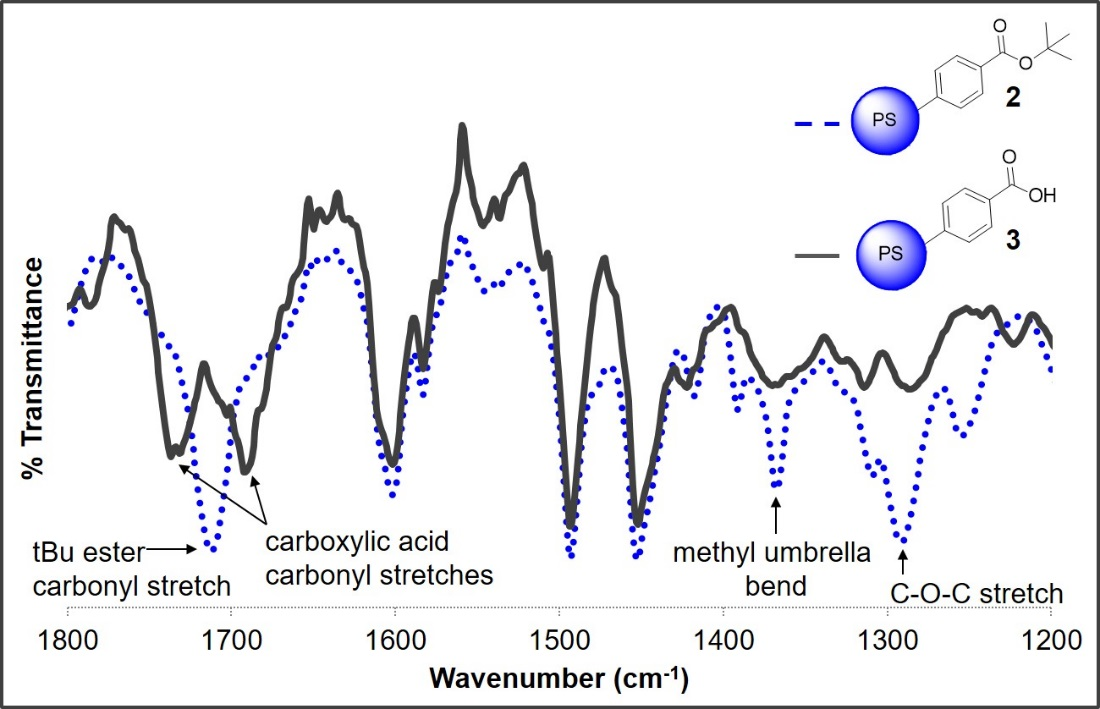 O
O
2
PS
O
OH
3
PS
% Transmittance
tBu ester
carbonyl stretch
carboxylic acid
carbonyl stretches
methyl umbrella
bend
C-O-C stretch
1800 1700 1600 1500 1400 1300 1200
Wavenumber (cm-1)